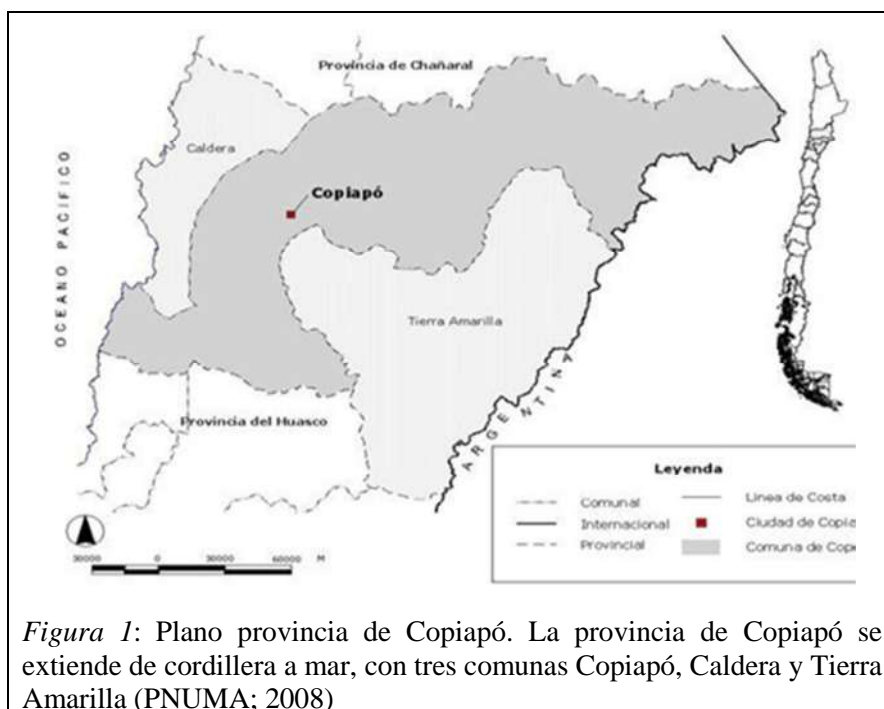 Provincia de Chañaral
Caldera
Copiapó
OCEANO PACIFICO
Tierra Amarilla
Provincia del Huasco
ARGENTINA
Leyenda
Comunal
Linea de Costa
Internacional
Ciudad de Copia
Provincial
Comuna de Cop
30000 0 30000 60000 M
Figura 1: Plano provincia de Copiapó. La provincia de Copiapó se
extiende de cordillera a mar, con tres comunas Copiapó, Caldera y Tierra
Amarilla (PNUMA; 2008)